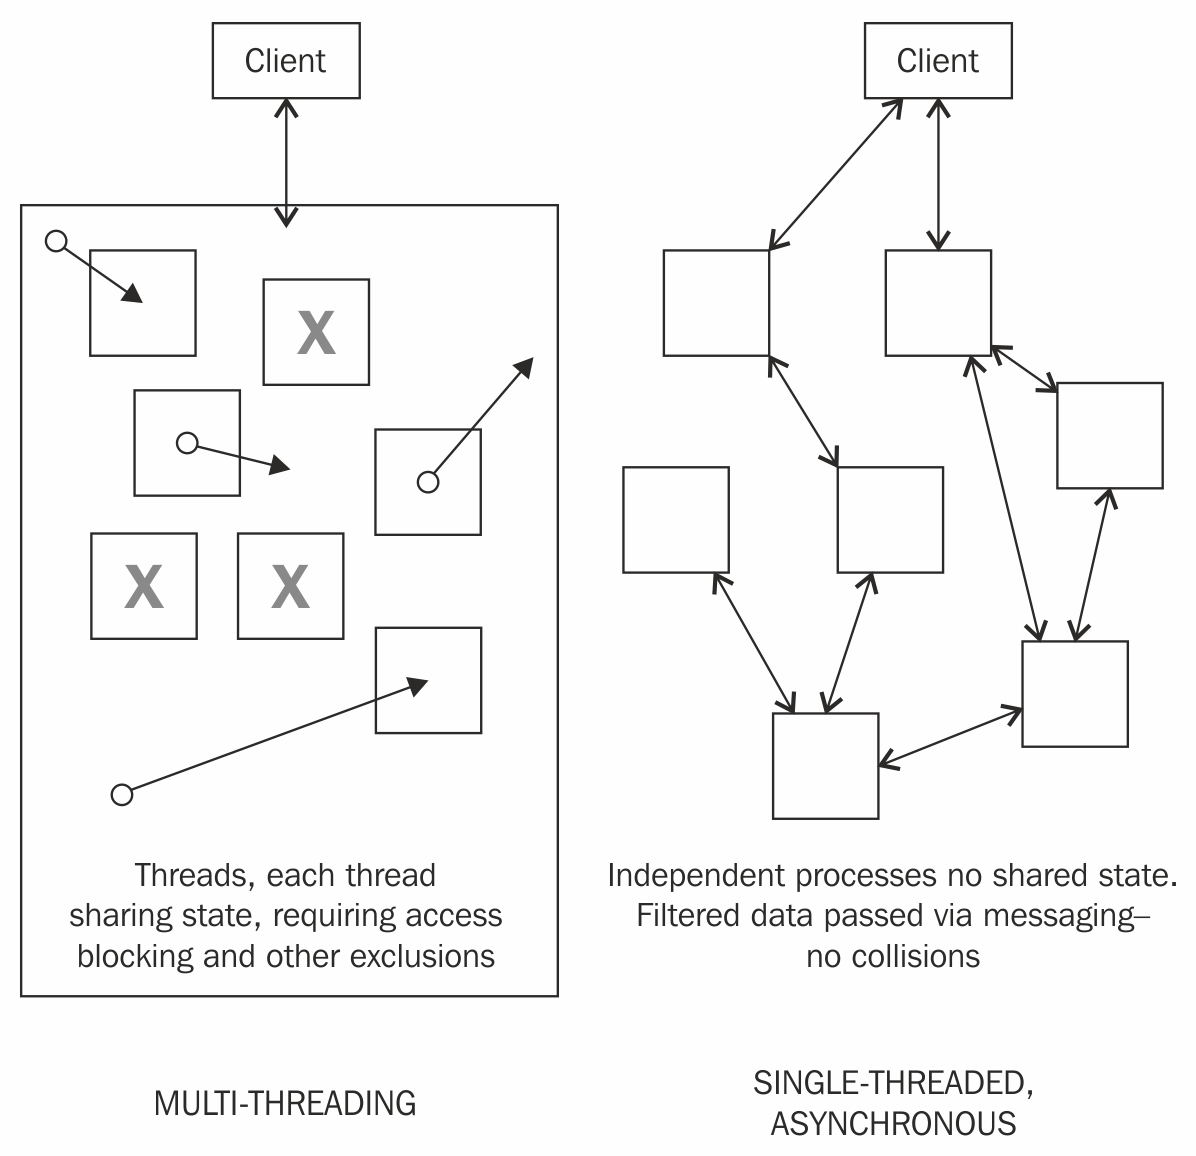 Client
X
X
X
Threads, each thread
sharing state, requiring access
blocking and other exclusions
MULTI-THREADING
Client
Independent processes no shared state.
Filtered data passed via messaging–
no collisions
SINGLE-THREADED,
ASYNCHRONOUS